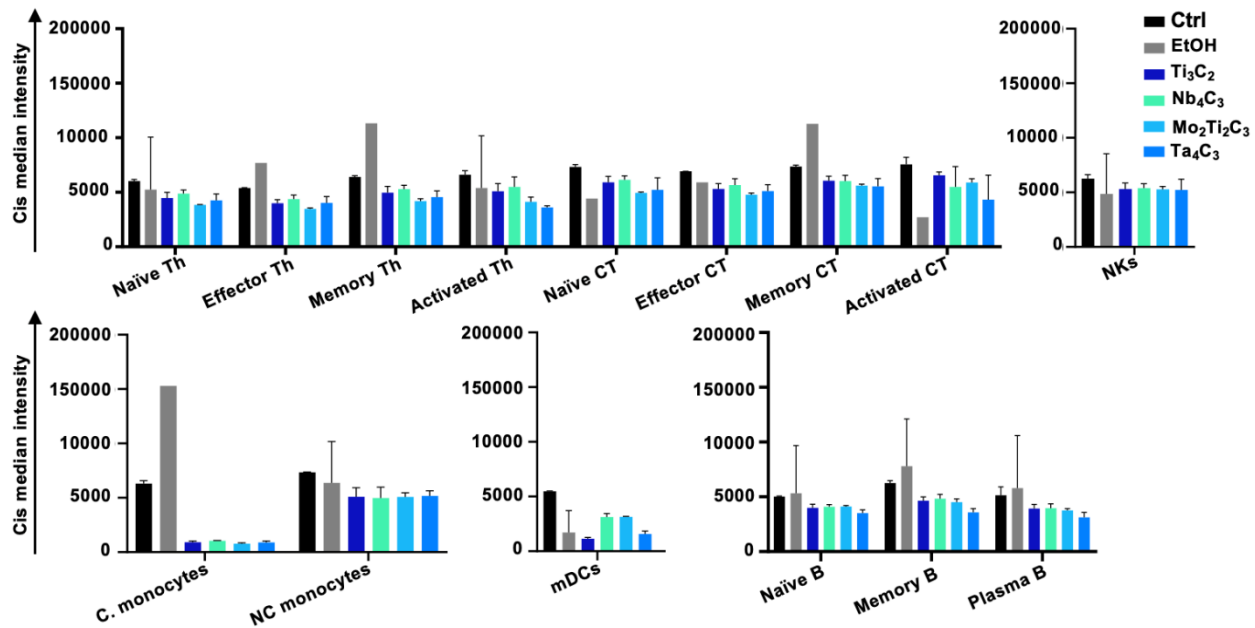 Cis median intensity
200000
150000
10000
5000
0
Naïve Th
Effector Th
Memory Th
Activated Th
Naïve CT
Effector CT
Memory CT
Activated CT
200000
150000
10000
5000
0
NKs
Ctrl
EtOH
Ti3C2
Nb4C3
Mo2Ti2C3
Ta4C3
Cis median intensity
200000
150000
10000
5000
0
C. monocytes
NC monocytes
200000
150000
10000
5000
0
mDCs
200000
150000
10000
5000
0
Naïve B
Memory B
Plasma B